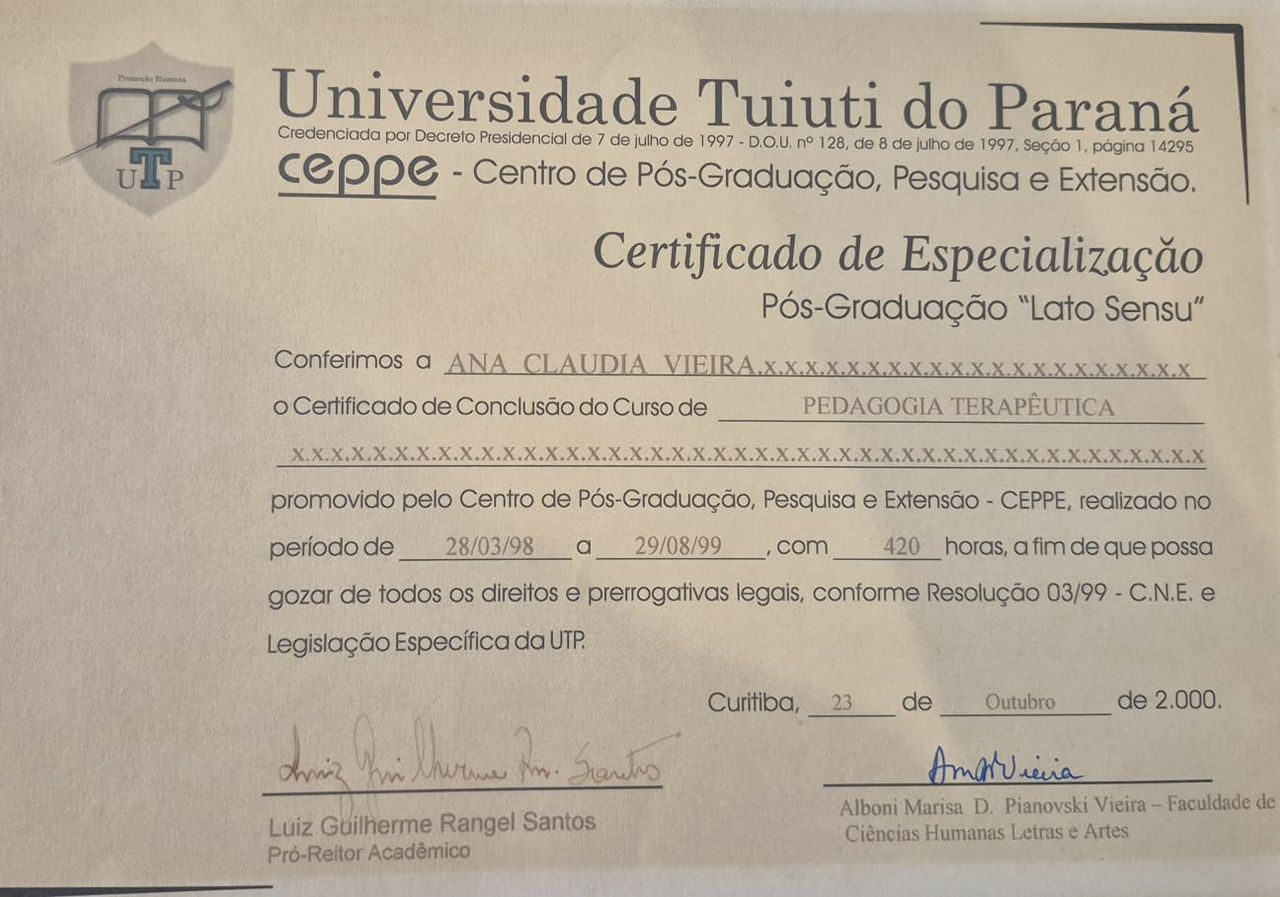 Promoção Humana
UTP
Universidade Tuiuti do Paraná
Credenciada por Decreto Presidencial de 7 de julho de 1997 - D.O.U. nº 128, de 8 de julho de 1997, Seção 1, página 14295
ceppe - Centro de Pós-Graduação, Pesquisa e Extensão.
Certificado de Especialização
Pós-Graduação "Lato Sensu"
Conferimos a ANA CLAUDIA VIEIRA.x.x.x.x.x.x.x.x.x.x.x.x.x.x.x.x.x.x.x.x.x
o Certificado de Conclusão do Curso de PEDAGOGIA TERAPÊUTICA
x.x.x.x.x.x.x.x.x.x.x.x.x.x.x.x.x.x.x.x.x.x.x.x.x.x.x.x.x.x.x.x.x.x.x.x.x.x.x.x.x.x.x.x.x.x
promovido pelo Centro de Pós-Graduação, Pesquisa e Extensão - CEPPE, realizado no
período de 28/03/98 a 29/08/99, com 420 horas, a fim de que possa
gozar de todos os direitos e prerrogativas legais, conforme Resolução 03/99 - C.N.E. e
Legislação Específica da UTP.
Curitiba, 23 de Outubro de 2.000.
Luiz Guilherme Rn. Santos
Luiz Guilherme Rangel Santos
Pró-Reitor Acadêmico
Alboni Marisa D. Pianovski Vieira – Faculdade de
Ciências Humanas Letras e Artes